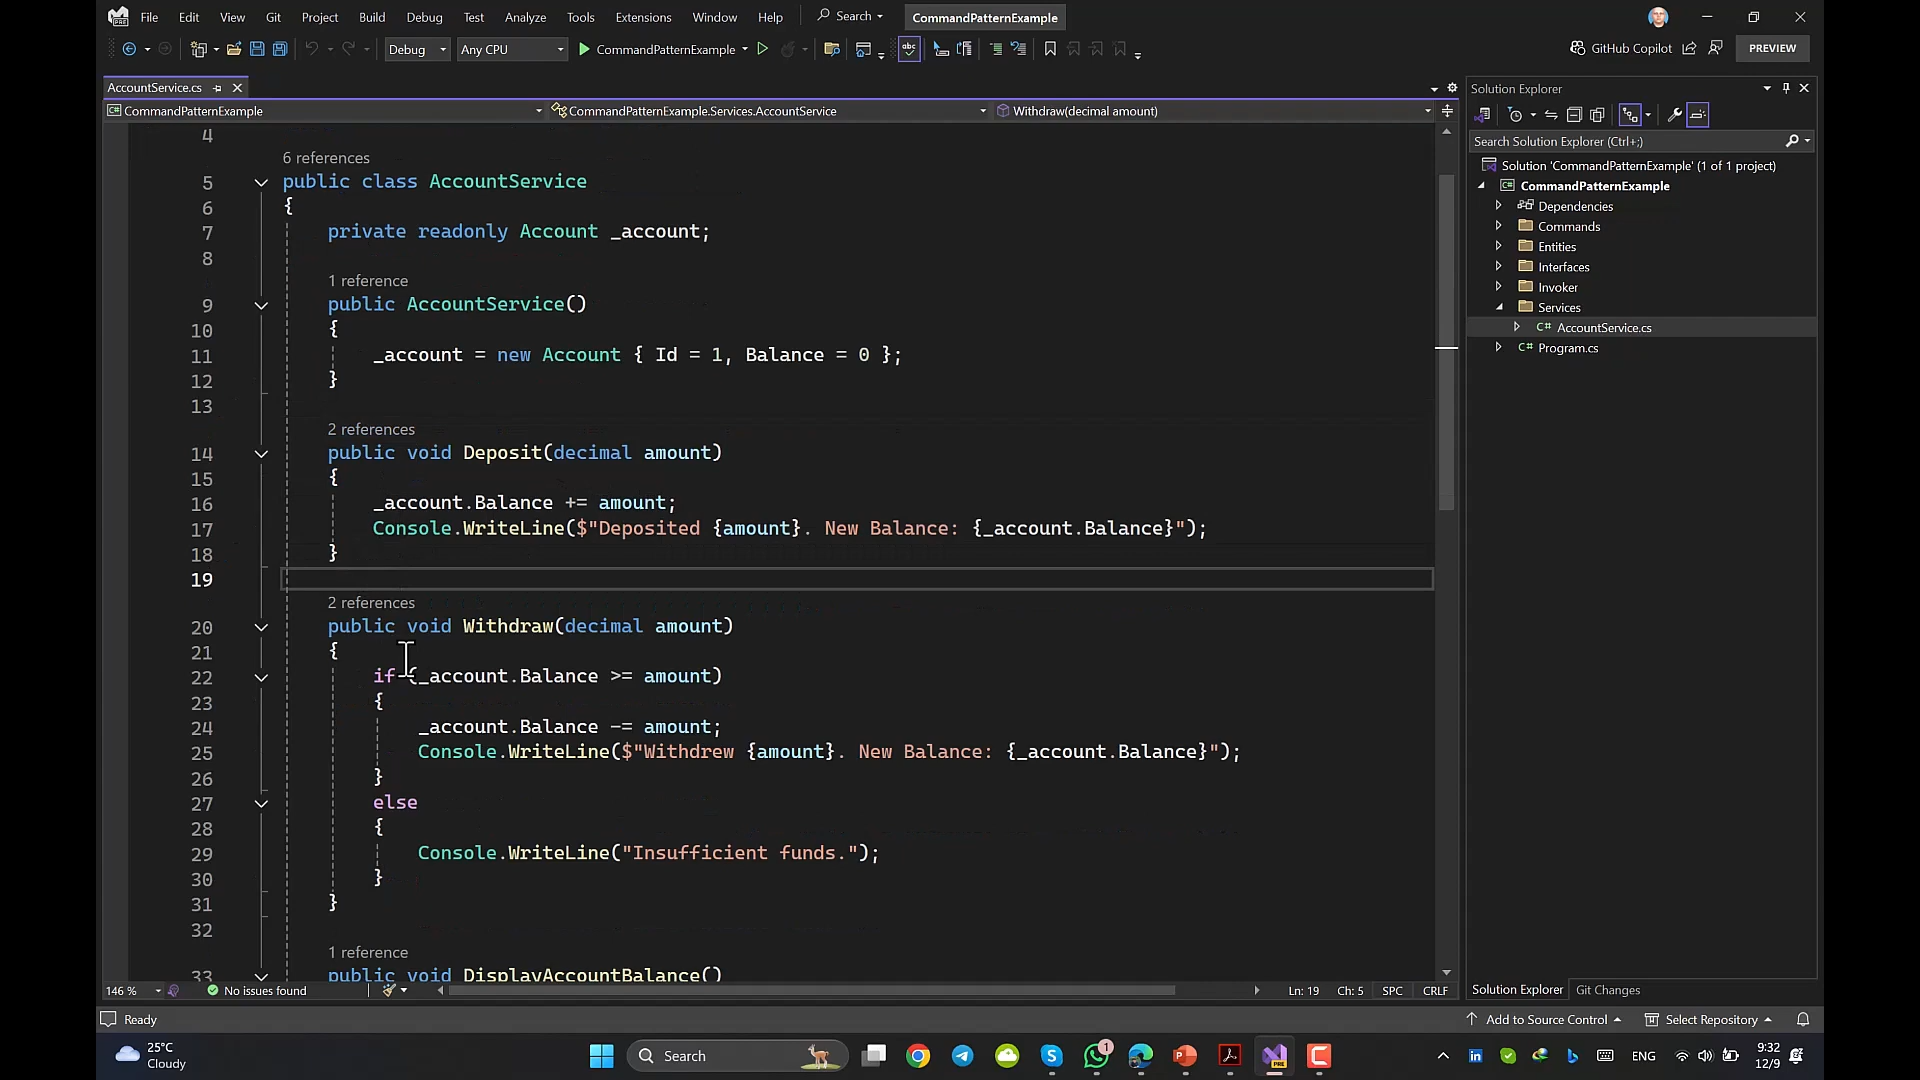 File Edit View Git Project Build Debug Test Analyze Tools Extensions Window Help Search CommandPatternExample
Debug Any CPU CommandPatternExample abc GitHub Copilot PREVIEW
AccountService.cs
CommandPatternExample CommandPatternExample.Services.AccountService Withdraw(decimal amount)
4
6 references
5 public class AccountService
6 {
7 private readonly Account _account;
8
1 reference
9 public AccountService()
10 {
11 _account = new Account { Id = 1, Balance = 0 };
12 }
13
2 references
14 public void Deposit(decimal amount)
15 {
16 _account.Balance += amount;
17 Console.WriteLine($"Deposited {amount}. New Balance: {_account.Balance}");
18 }
19
2 references
20 public void Withdraw(decimal amount)
21 {
22 if (_account.Balance >= amount)
23 {
24 _account.Balance -= amount;
25 Console.WriteLine($"Withdrew {amount}. New Balance: {_account.Balance}");
26 }
27 else
28 {
29 Console.WriteLine("Insufficient funds.");
30 }
31 }
32
1 reference
33 public void DisplayAccountBalance()
146 % No issues found Ln: 19 Ch: 5 SPC CRLF
Solution Explorer
Search Solution Explorer (Ctrl+;)
Solution 'CommandPatternExample' (1 of 1 project)
C# CommandPatternExample
Dependencies
Commands
Entities
Interfaces
Invoker
Services
C# AccountService.cs
C# Program.cs
Solution Explorer Git Changes
Ready Add to Source Control Select Repository
25°C
Cloudy
Search
1
PRE
ENG
9:32
12/9